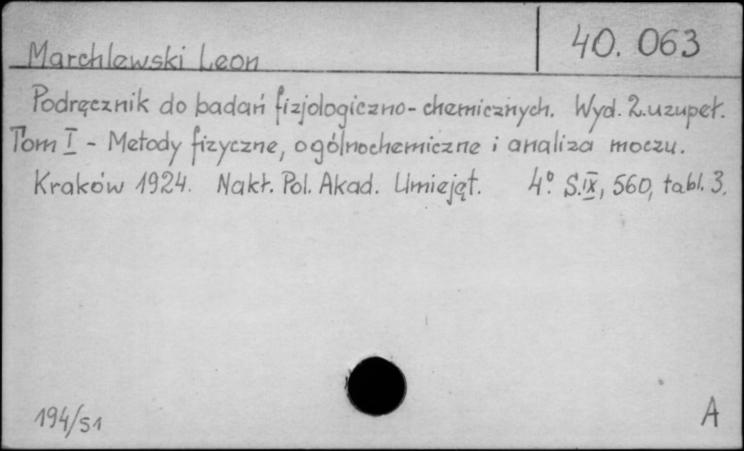 Marchlewski Leon
40. 063
Podręcznik do badań fizjologiczno-chemicznych. Wyd. 2. uzupeł.
Tom I - Metody fizyczne, ogólnochemiczne i analiza moczu.
Kraków 1924. Nakł. Pol. Akad. Umiejęt. 4º. S. IX, 560, tabl. 3.
194/51
A